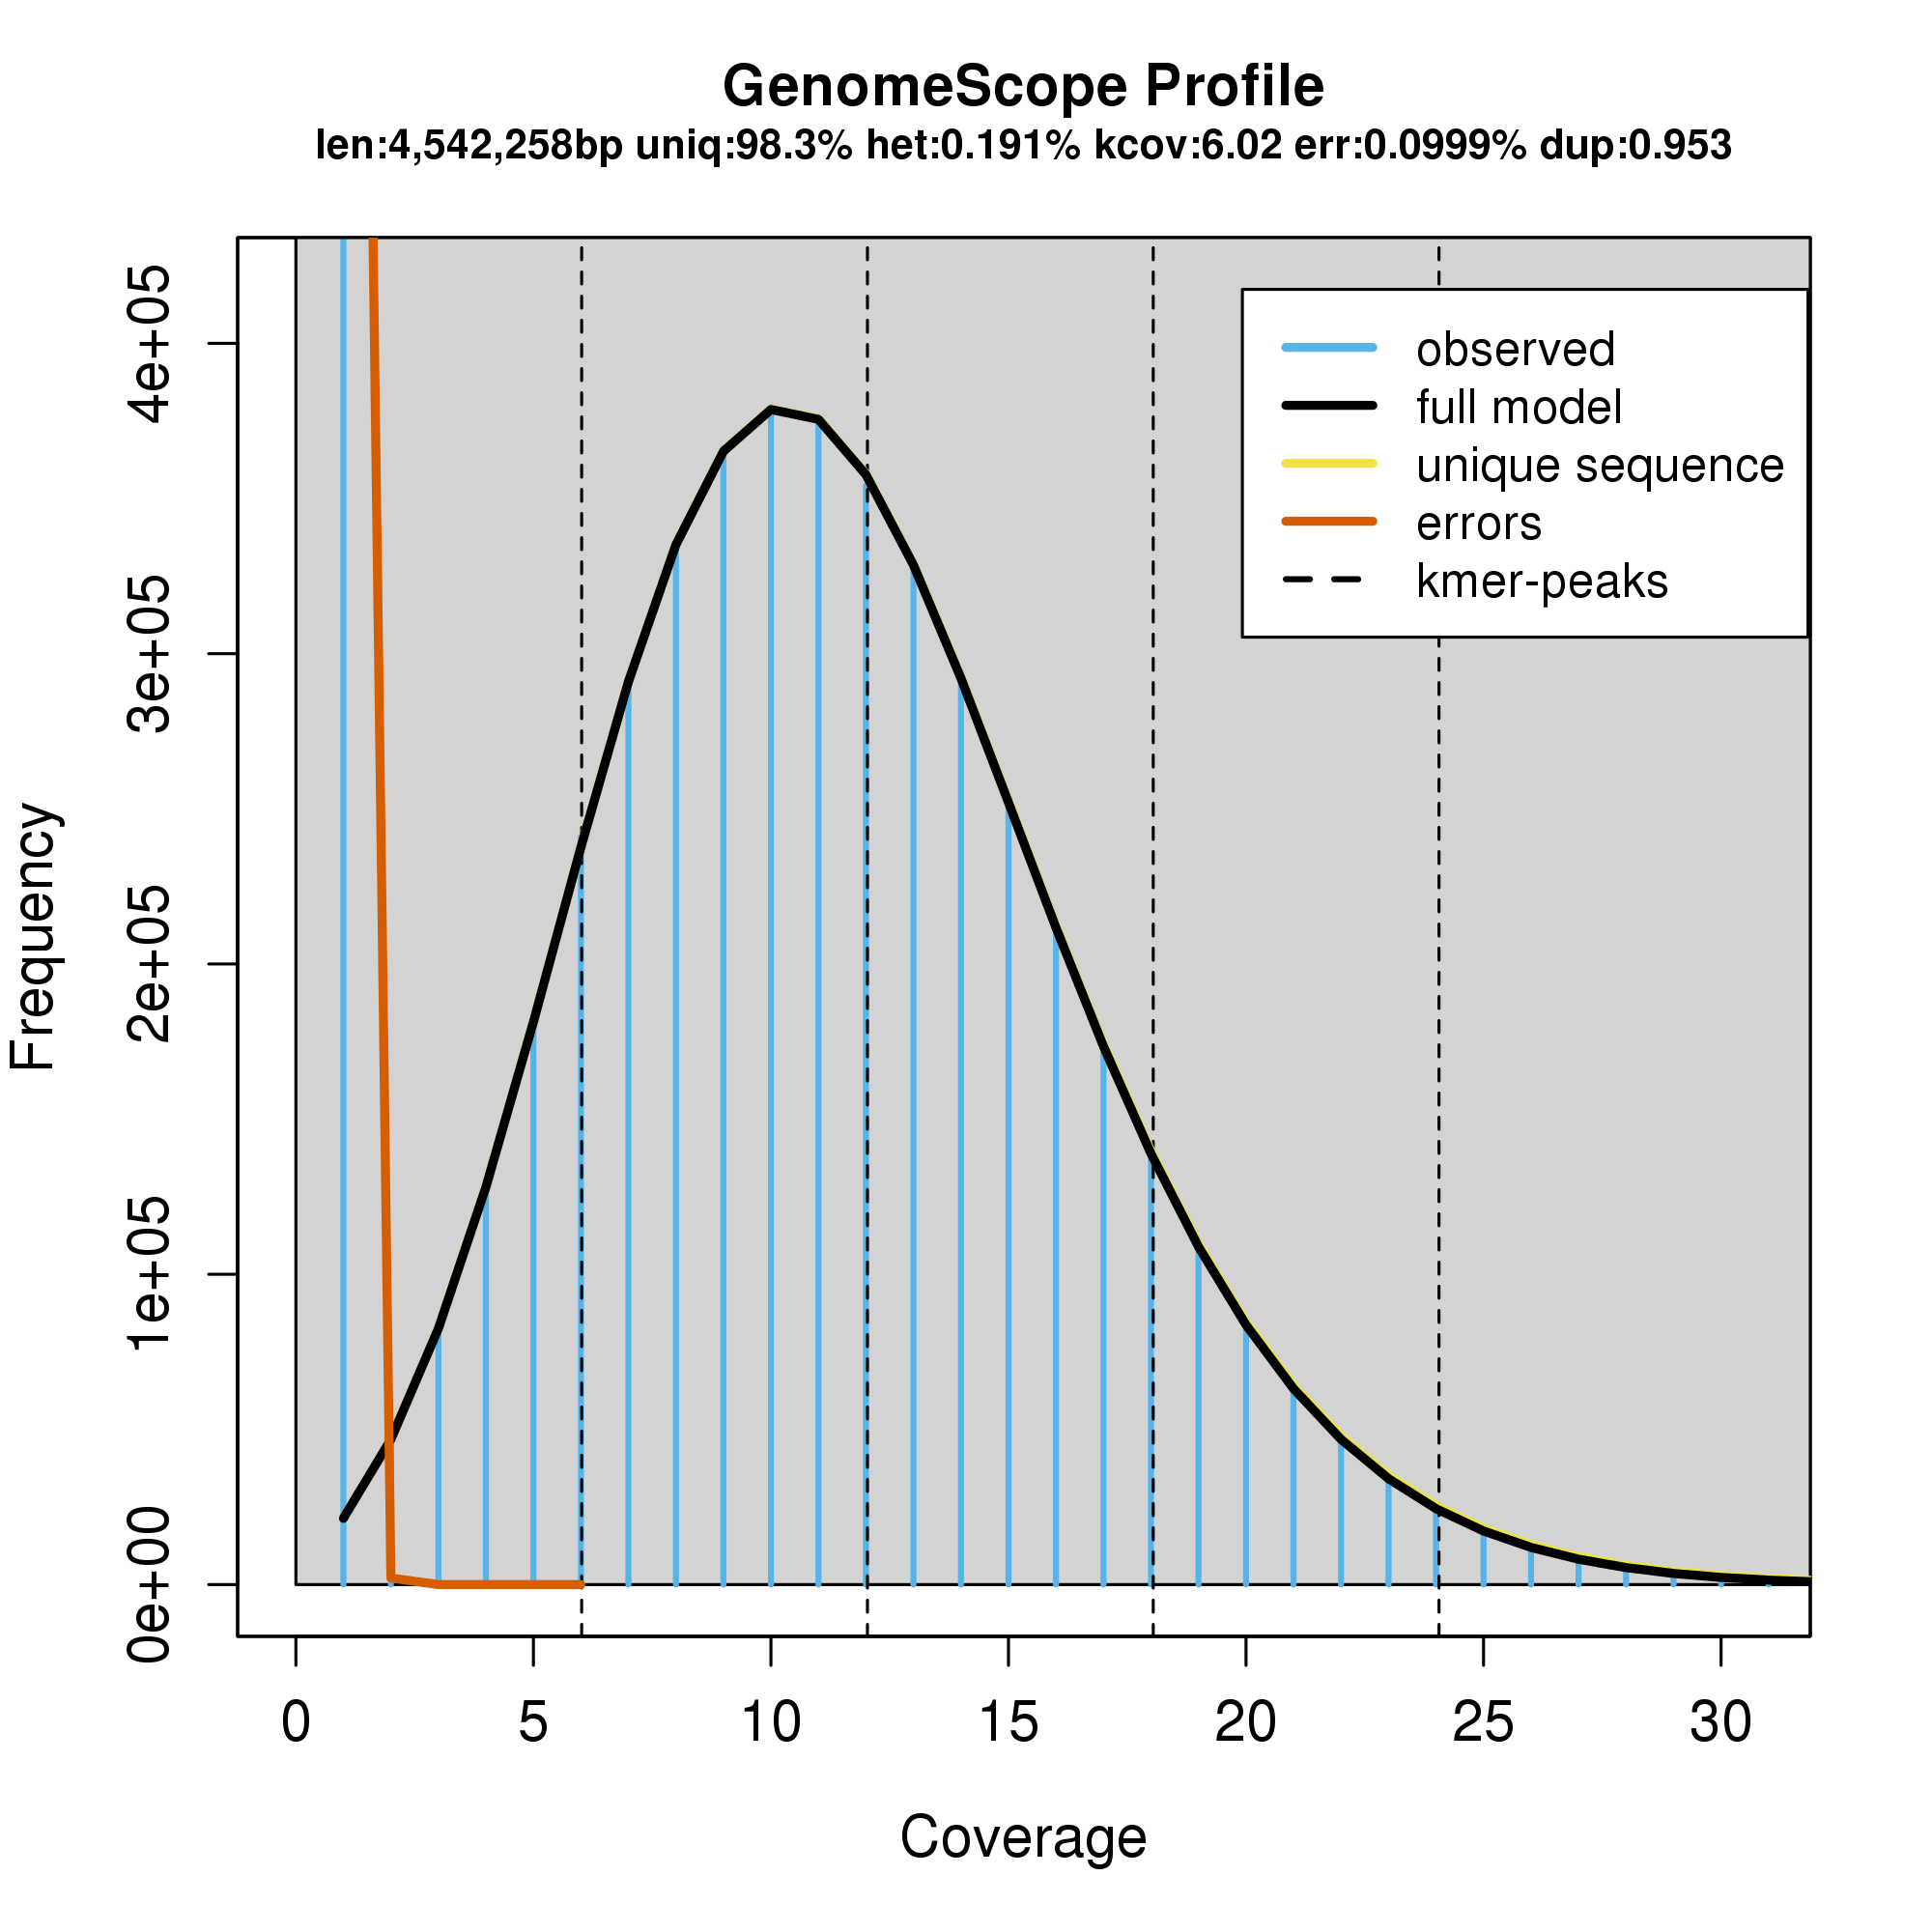 GenomeScope Profile
len:4,542,258bp uniq:98.3% het:0.191% kcov:6.02 err:0.0999% dup:0.953
observed
full model
unique sequence
errors
kmer-peaks
Frequency
4e+05
3e+05
2e+05
1e+05
0e+00
0 5 10 15 20 25 30
Coverage